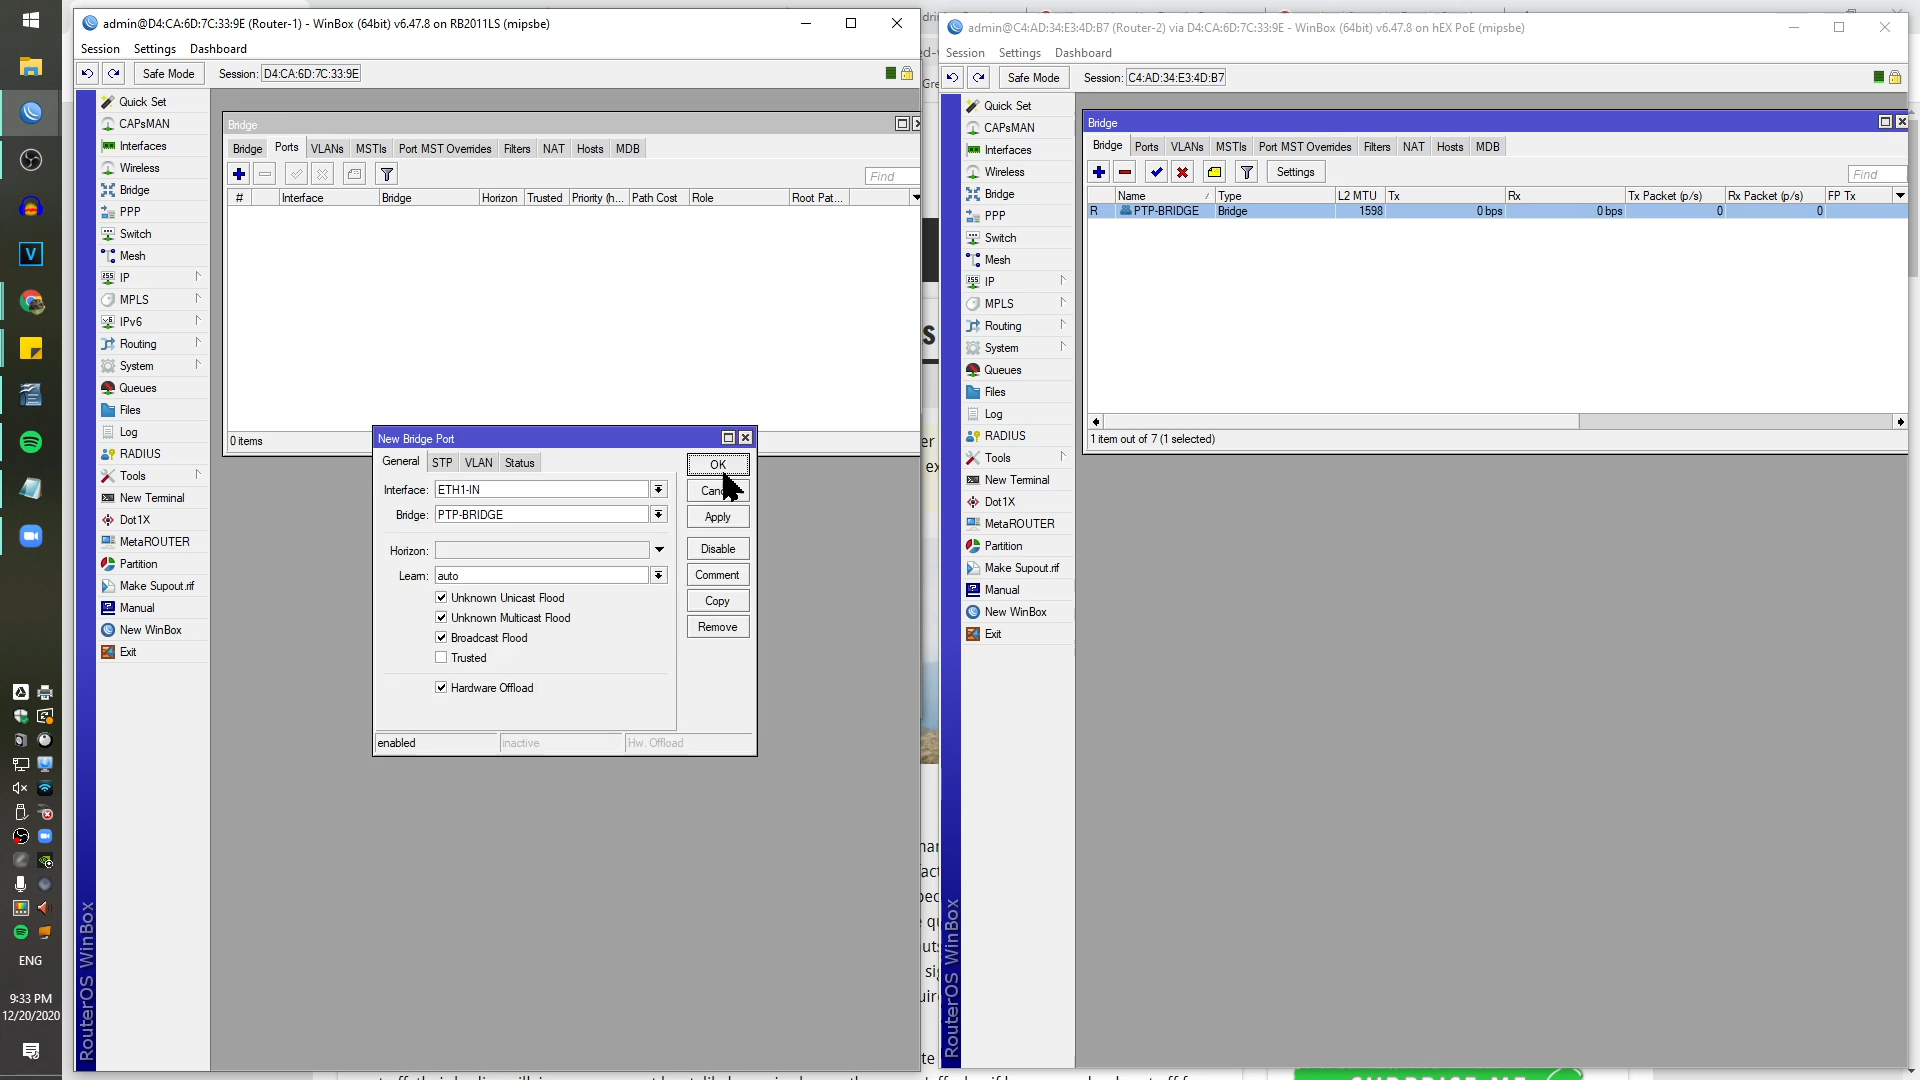 admin@D4:CA:6D:7C:33:9E (Router-1) - WinBox (64bit) v6.47.8 on RB2011LS (mipsbe)
Session Settings Dashboard
Safe Mode Session: D4:CA:6D:7C:33:9E
Quick Set
CAPsMAN
Interfaces
Wireless
Bridge
PPP
Switch
Mesh
IP
MPLS
IPv6
Routing
System
Queues
Files
Log
RADIUS
Tools
New Terminal
Dot1X
MetaROUTER
Partition
Make Supout.rif
Manual
New WinBox
Exit
RouterOS WinBox
Bridge
Bridge Ports VLANs MSTIs Port MST Overrides Filters NAT Hosts MDB
Find
# Interface Bridge Horizon Trusted Priority (h... Path Cost Role Root Pat...
0 items
New Bridge Port
General STP VLAN Status
Interface: ETH1-IN
Bridge: PTP-BRIDGE
Horizon:
Learn: auto
Unknown Unicast Flood
Unknown Multicast Flood
Broadcast Flood
Trusted
Hardware Offload
OK
Apply
Disable
Comment
Copy
Remove
enabled inactive Hw. Offload
admin@C4:AD:34:E3:4D:B7 (Router-2) via D4:CA:6D:7C:33:9E - WinBox (64bit) v6.47.8 on hEX PoE (mipsbe)
Session Settings Dashboard
Safe Mode Session: C4:AD:34:E3:4D:B7
Quick Set
CAPsMAN
Interfaces
Wireless
Bridge
PPP
Switch
Mesh
IP
MPLS
Routing
System
Queues
Files
Log
RADIUS
Tools
New Terminal
Dot1X
MetaROUTER
Partition
Make Supout.rif
Manual
New WinBox
Exit
RouterOS WinBox
Bridge
Bridge Ports VLANs MSTIs Port MST Overrides Filters NAT Hosts MDB
Settings Find
Name Type L2 MTU Tx Rx Tx Packet (p/s) Rx Packet (p/s) FP Tx
R PTP-BRIDGE Bridge 1598 0 bps 0 bps 0 0
1 item out of 7 (1 selected)
ENG
9:33 PM
12/20/2020